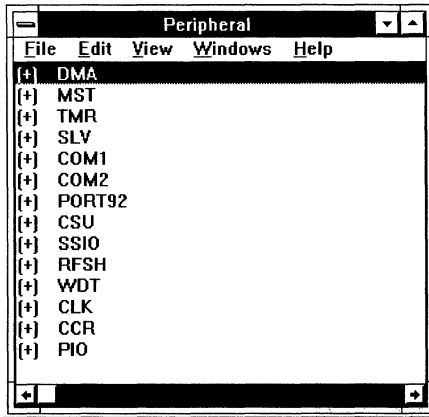 Peripheral
File Edit View Windows Help
[+] DMA
[+] MST
[+] TMR
[+] SLV
[+] COM1
[+] COM2
[+] PORT92
[+] CSU
[+] SSIO
[+] RFSH
[+] WDT
[+] CLK
[+] CCR
[+] PIO